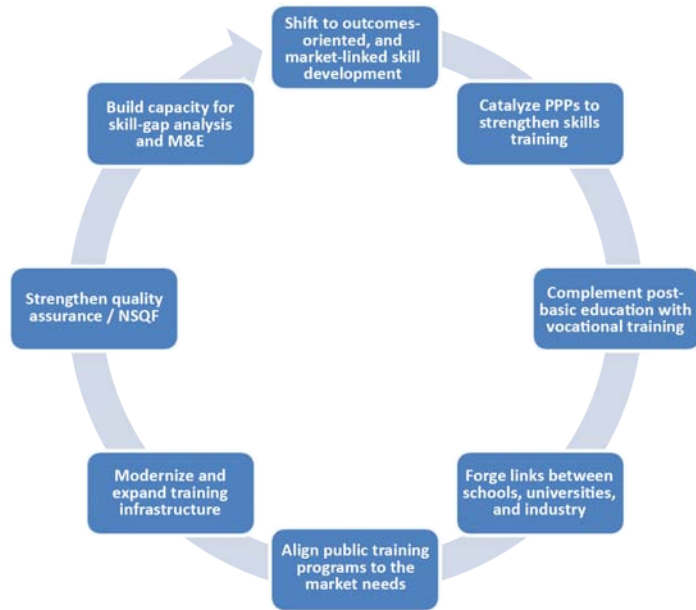 Shift to outcomes-
oriented, and
market-linked skill
development
Catalyze PPPs to
strengthen skills
training
Complement post-
basic education with
vocational training
Forge links between
schools, universities,
and industry
Align public training
programs to the
market needs
Modernize and
expand training
infrastructure
Strengthen quality
assurance / NSQF
Build capacity for
skill-gap analysis
and M&E